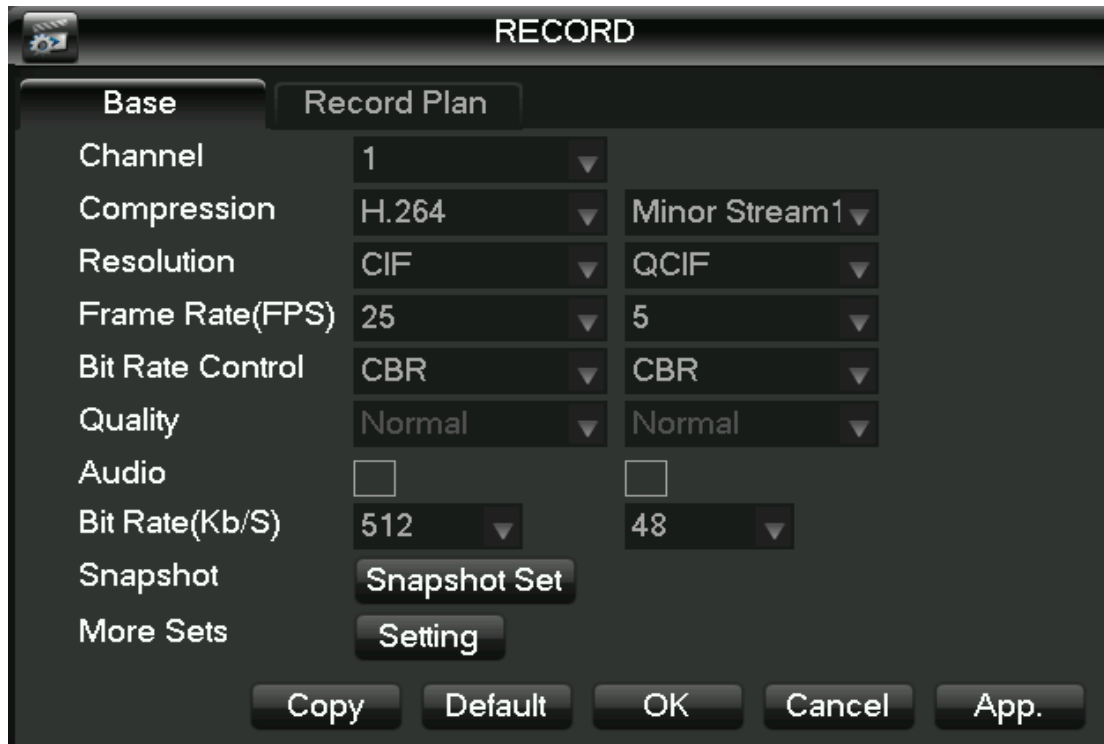 RECORD
Base Record Plan
Channel 1
Compression H.264 Minor Stream1
Resolution CIF QCIF
Frame Rate(FPS) 25 5
Bit Rate Control CBR CBR
Quality Normal Normal
Audio
Bit Rate(Kb/S) 512 48
Snapshot Snapshot Set
More Sets Setting
Copy Default OK Cancel App.